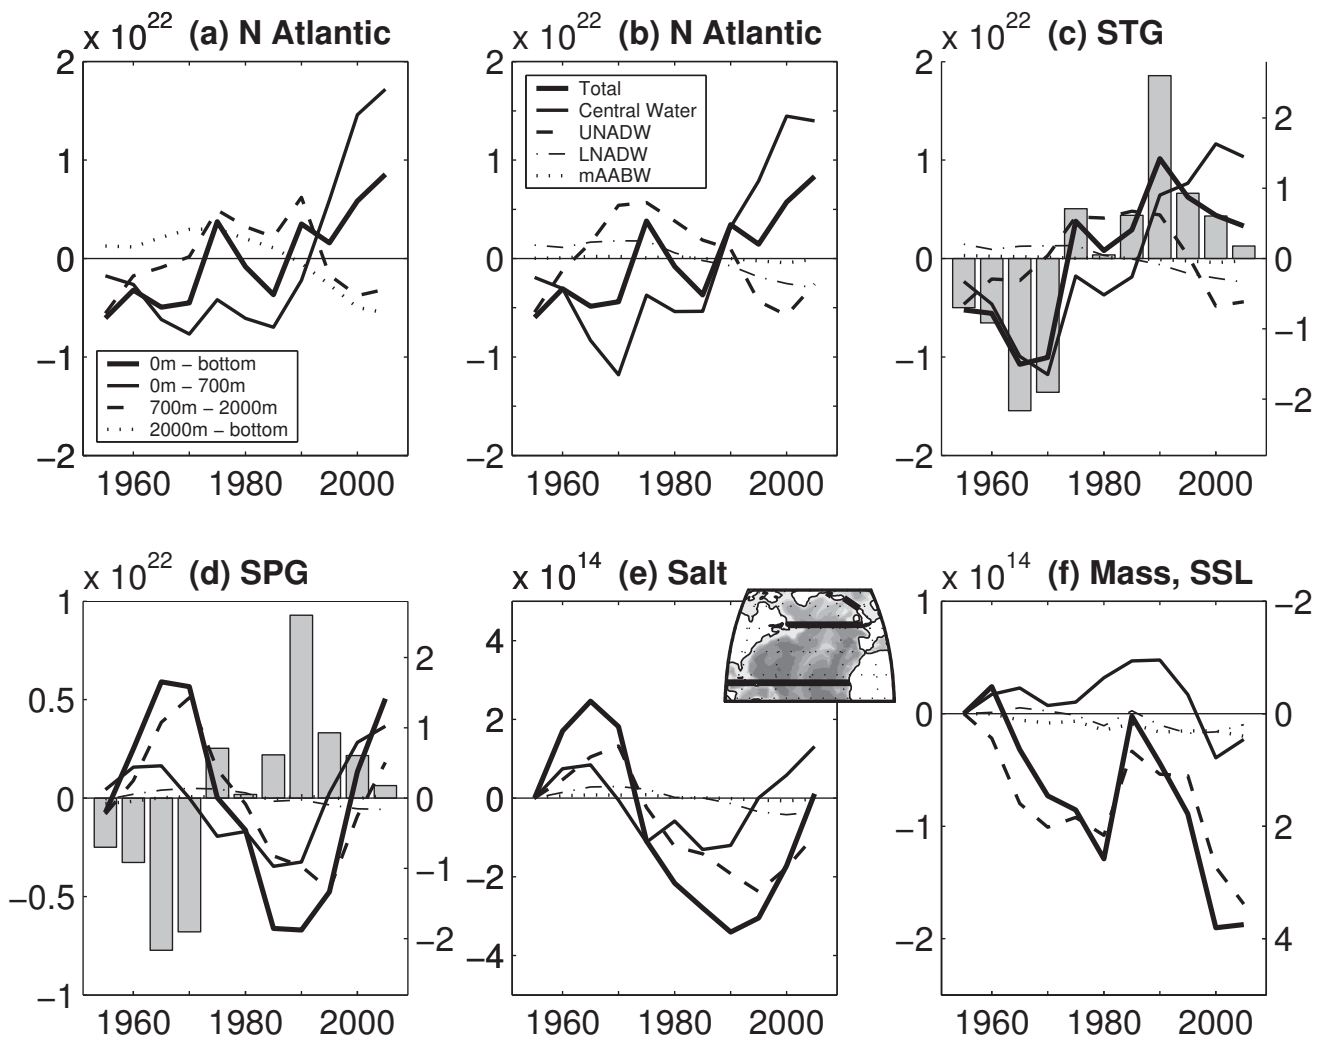 x 10^22 (a) N Atlantic
2
1
0
−1
−2
1960 1980 2000
0m − bottom
0m − 700m
700m − 2000m
2000m − bottom
x 10^22 (b) N Atlantic
2
1
0
−1
−2
1960 1980 2000
Total
Central Water
UNADW
LNADW
mAABW
x 10^22 (c) STG
2
1
0
−1
−2
2
1
0
−1
−2
1960 1980 2000
x 10^22 (d) SPG
1
0.5
0
−0.5
−1
2
1
0
−1
−2
1960 1980 2000
x 10^14 (e) Salt
4
2
0
−2
−4
1960 1980 2000
x 10^14 (f) Mass, SSL
1
0
−1
−2
−2
0
2
4
1960 1980 2000